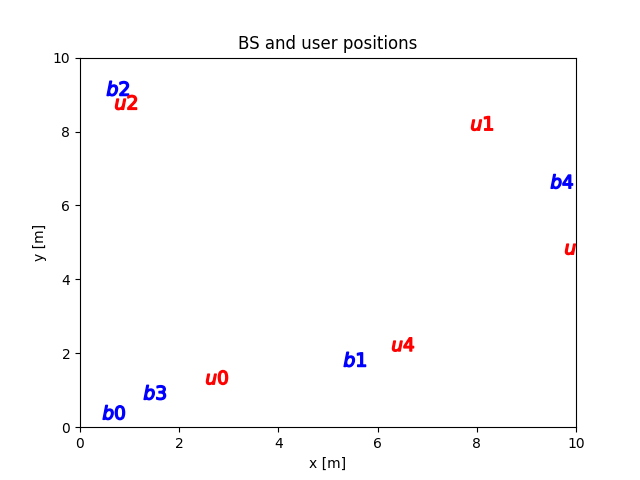 BS and user positions
10
b2
u2
u1
8
b4
6
u
4
u4
2
b1
u0
b3
b0
0
0 2 4 6 8 10
x [m]
y [m]